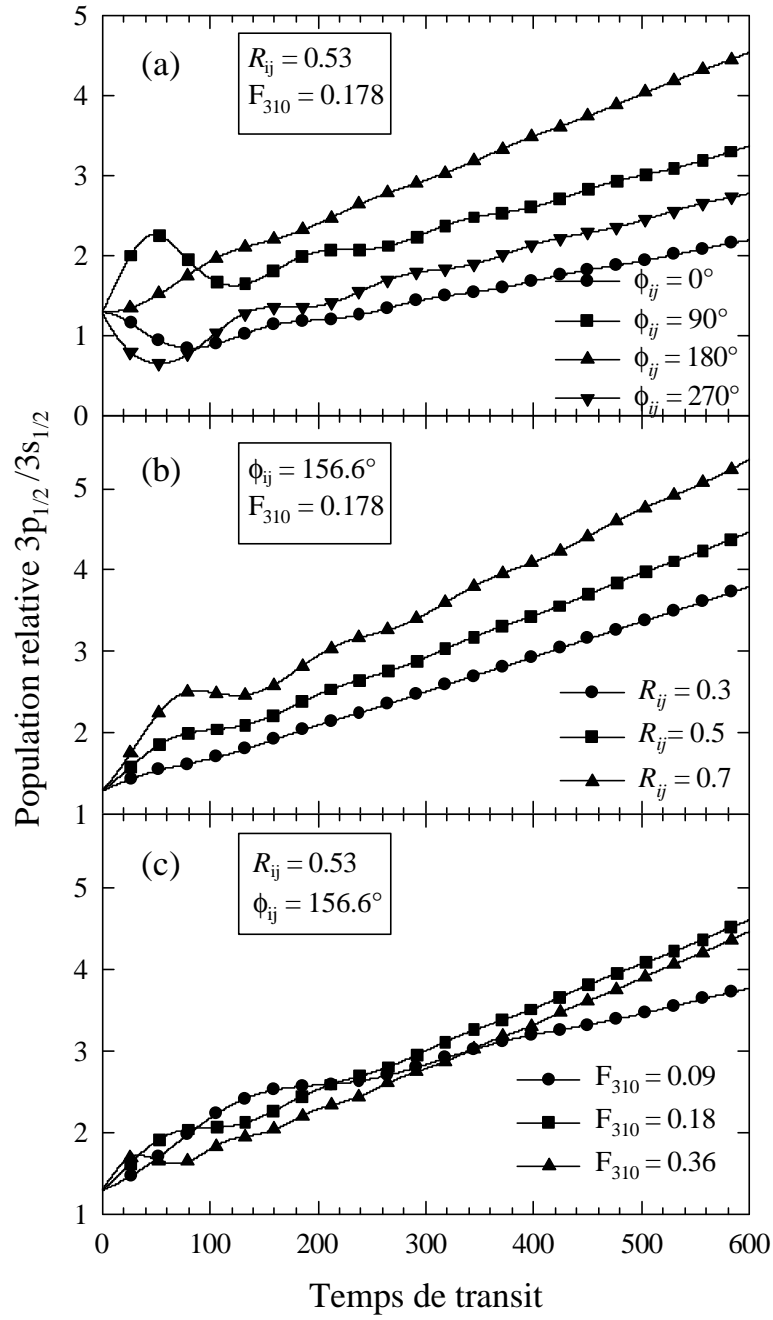 5
(a)
R_ij = 0.53
F_310 = 0.178
4
3
2
1
0
ϕ_ij = 0°
ϕ_ij = 90°
ϕ_ij = 180°
ϕ_ij = 270°
Population relative 3p_1/2 /3s_1/2
(b)
ϕ_ij = 156.6°
F_310 = 0.178
5
4
3
2
1
R_ij = 0.3
R_ij = 0.5
R_ij = 0.7
(c)
R_ij = 0.53
ϕ_ij = 156.6°
5
4
3
2
1
F_310 = 0.09
F_310 = 0.18
F_310 = 0.36
0 100 200 300 400 500 600
Temps de transit